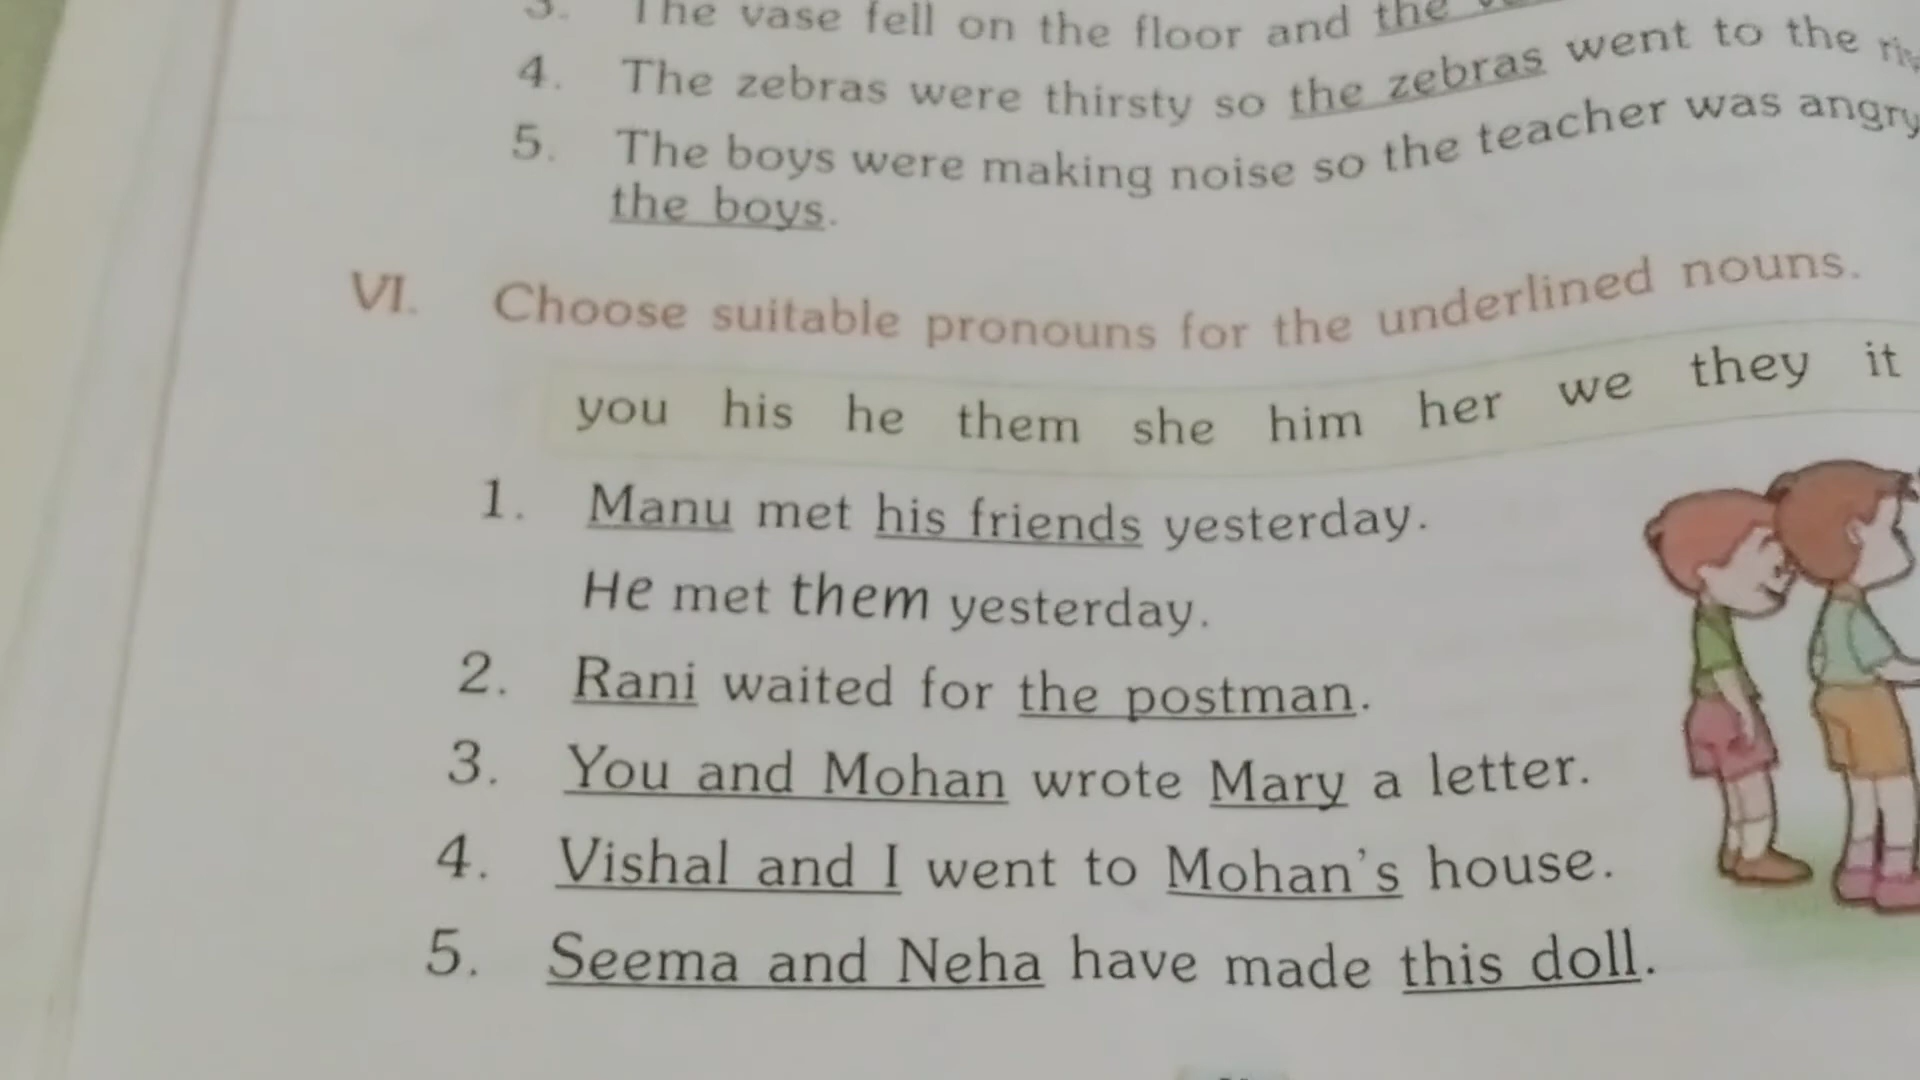 3. The vase fell on the floor and the
4. The zebras were thirsty so the zebras went to the
5. The boys were making noise so the teacher was angry
the boys.
VI. Choose suitable pronouns for the underlined nouns.
you his he them she him her we they it
1. Manu met his friends yesterday.
He met them yesterday.
2. Rani waited for the postman.
3. You and Mohan wrote Mary a letter.
4. Vishal and I went to Mohan's house.
5. Seema and Neha have made this doll.